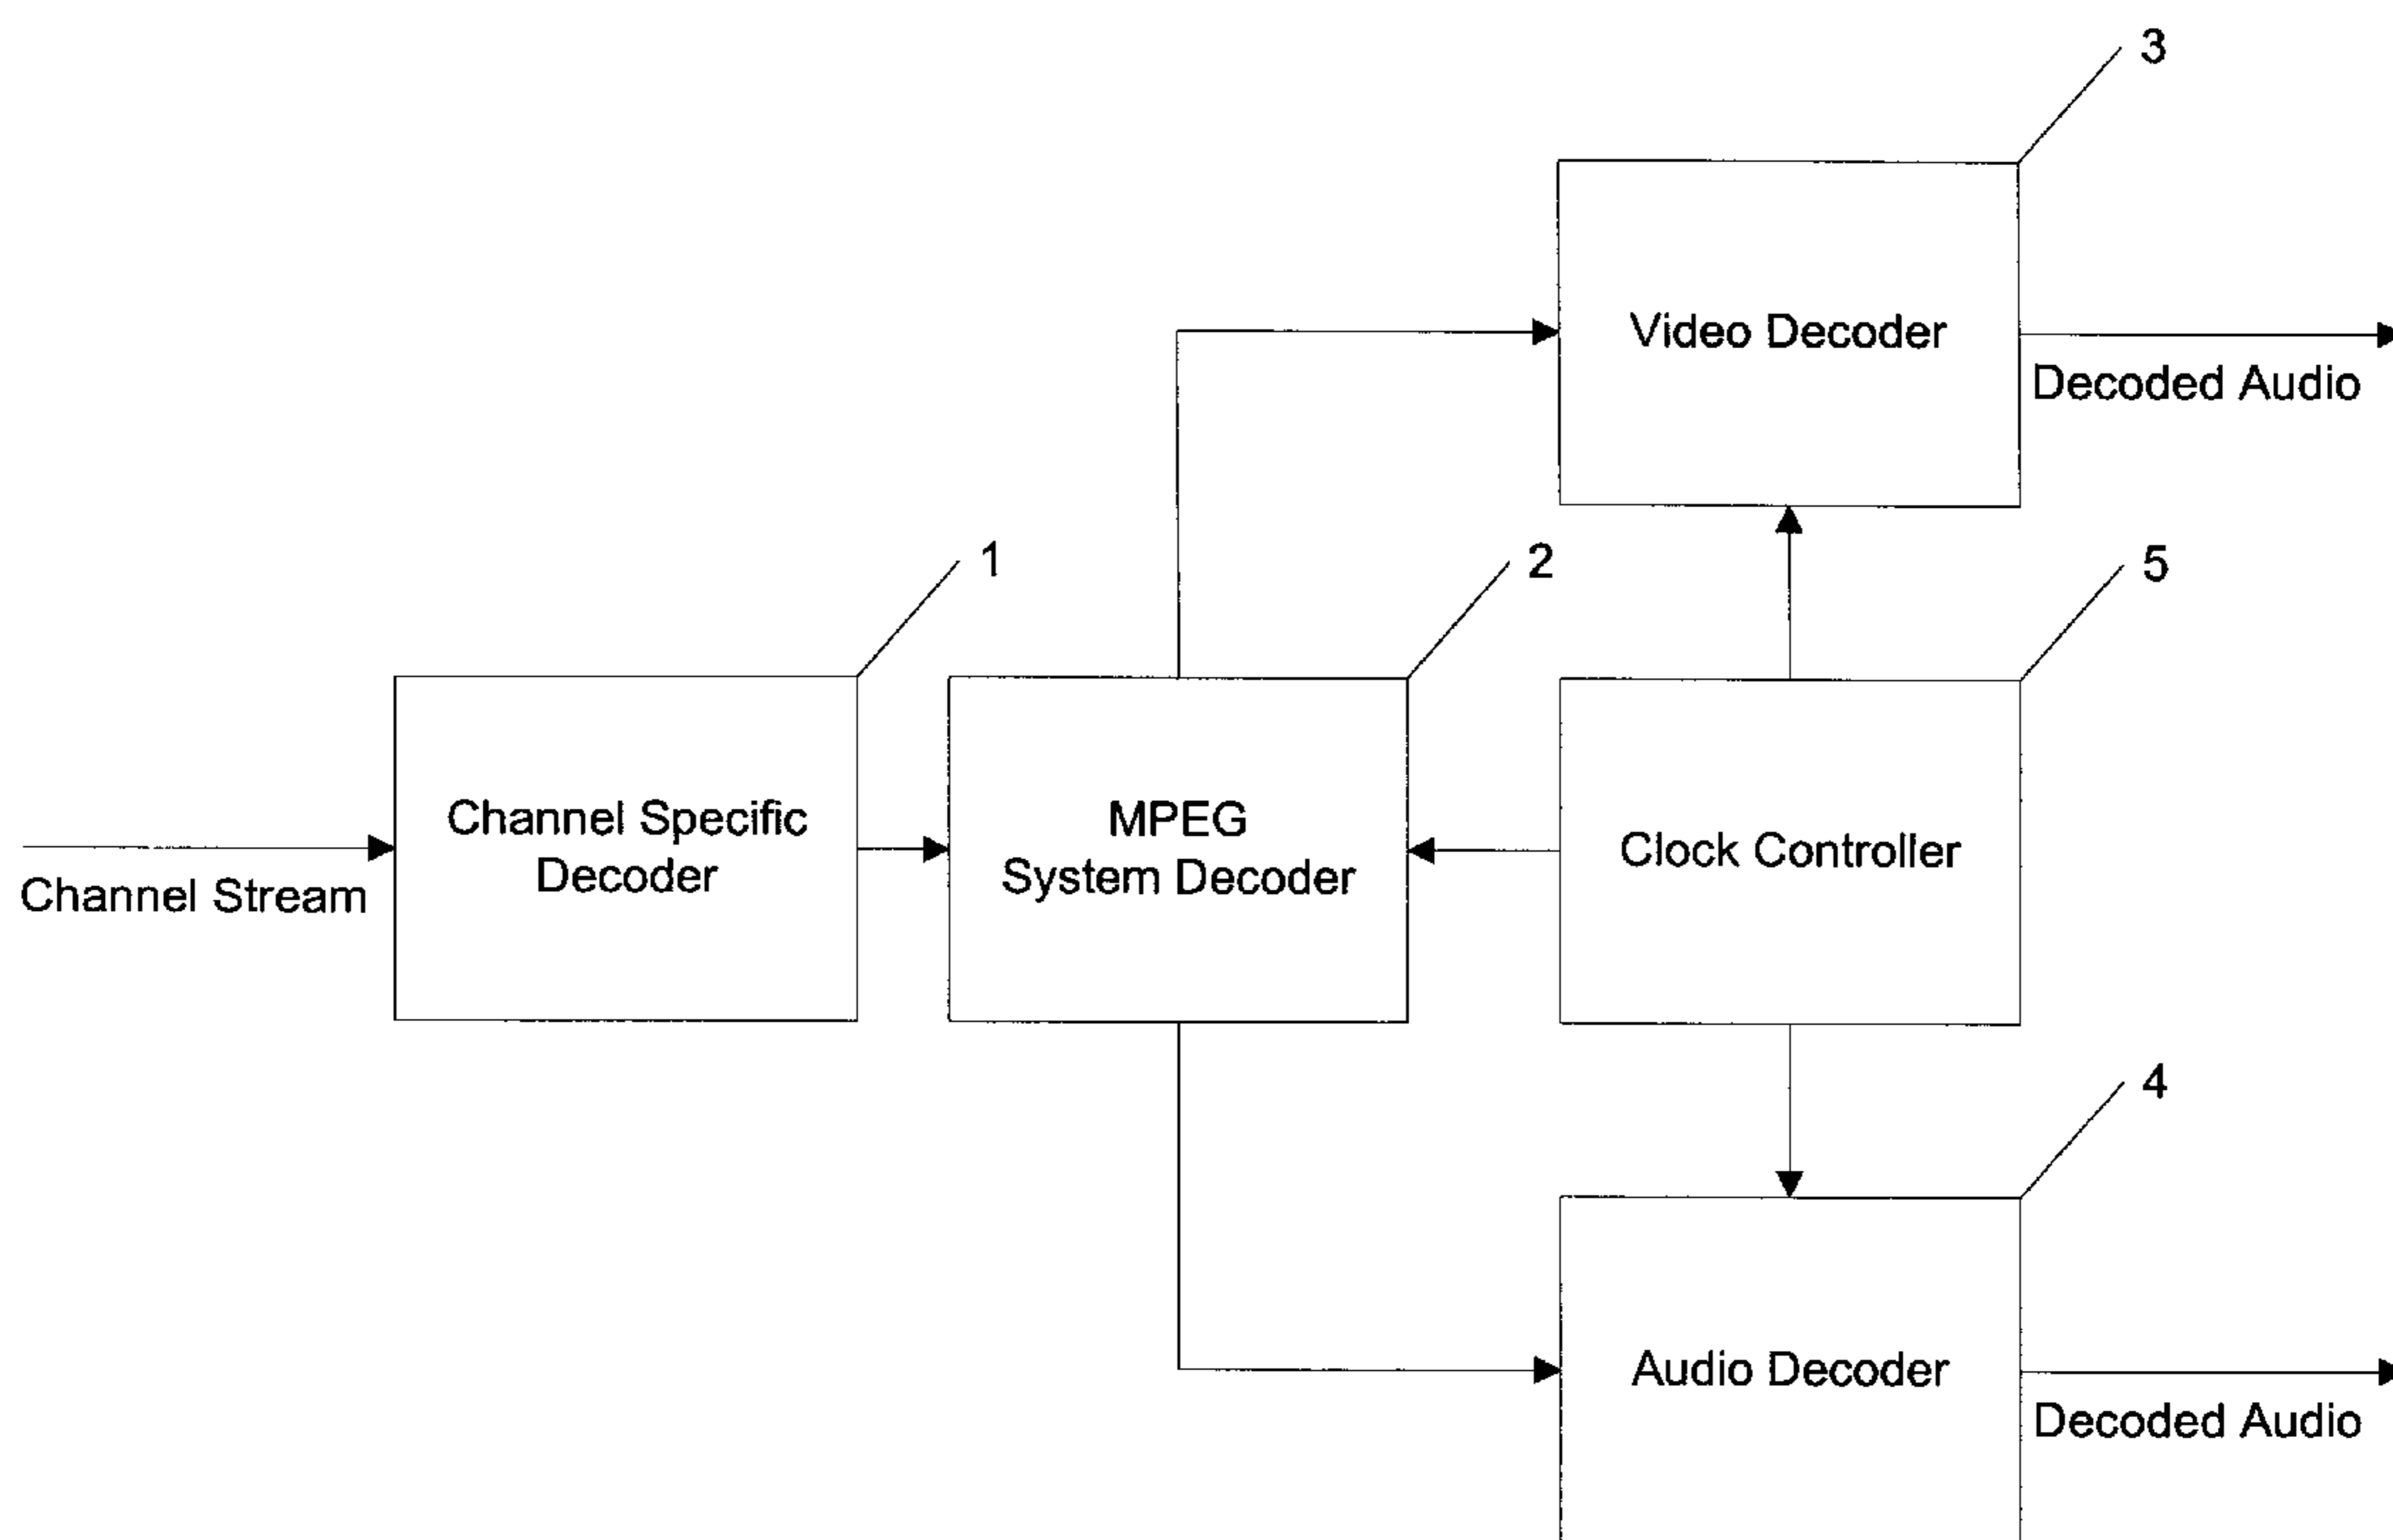 3
Video Decoder
Decoded Audio
1
2
5
Channel Specific
Decoder
MPEG
System Decoder
Clock Controller
Channel Stream
4
Audio Decoder
Decoded Audio